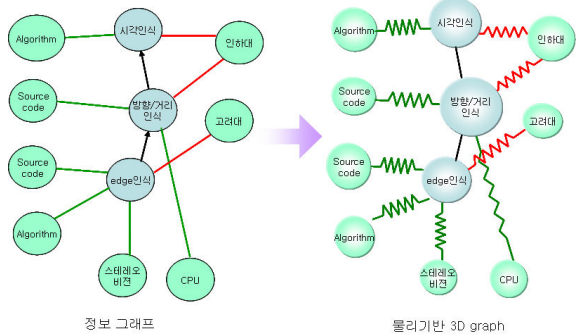 Algorithm
시각인식
인하대
Source
code
방향/거리
인식
고려대
Source
code
edge인식
Algorithm
스테레오
비젼
CPU
정보 그래프
Algorithm
시각인식
인하대
Source
code
방향/거리
인식
고려대
Source
code
edge인식
Algorithm
스테레오
비젼
CPU
물리기반 3D graph